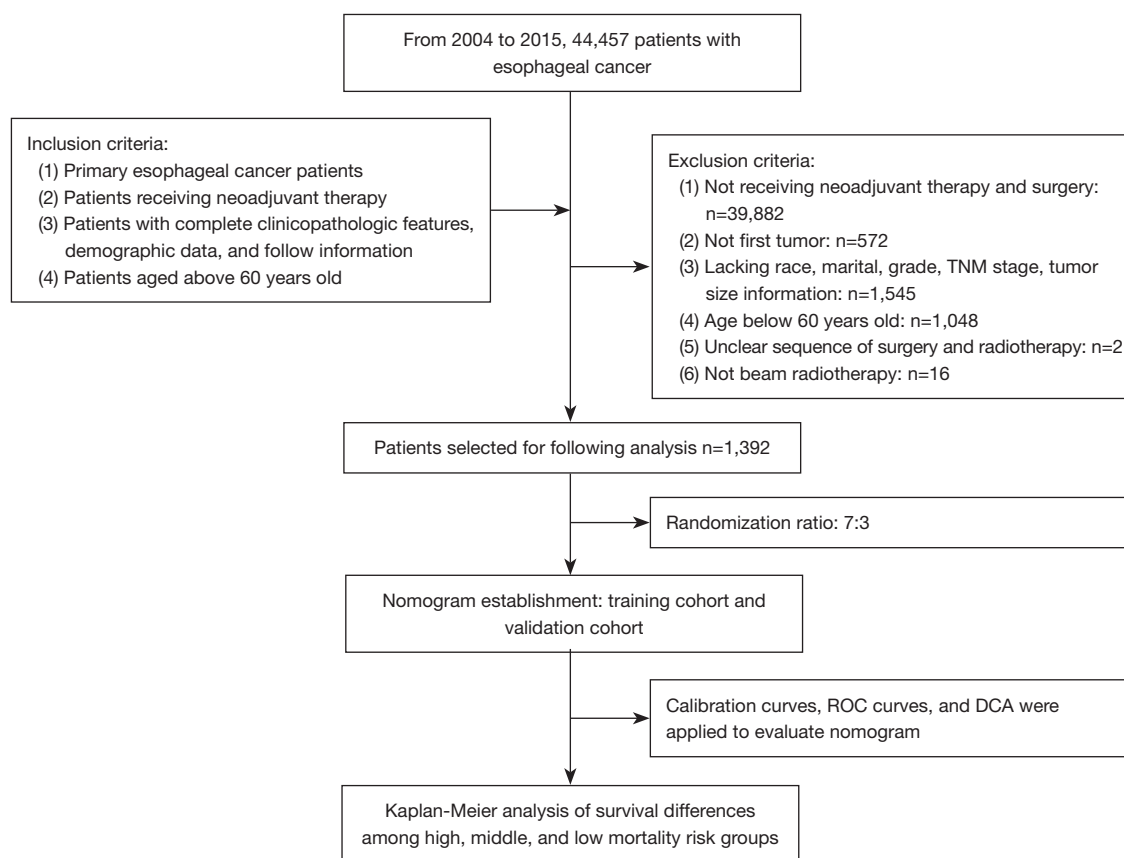 From 2004 to 2015, 44,457 patients with
esophageal cancer
Inclusion criteria:
(1) Primary esophageal cancer patients
(2) Patients receiving neoadjuvant therapy
(3) Patients with complete clinicopathologic features,
demographic data, and follow information
(4) Patients aged above 60 years old
Exclusion criteria:
(1) Not receiving neoadjuvant therapy and surgery:
n=39,882
(2) Not first tumor: n=572
(3) Lacking race, marital, grade, TNM stage, tumor
size information: n=1,545
(4) Age below 60 years old: n=1,048
(5) Unclear sequence of surgery and radiotherapy: n=2
(6) Not beam radiotherapy: n=16
Patients selected for following analysis n=1,392
Randomization ratio: 7:3
Nomogram establishment: training cohort and
validation cohort
Calibration curves, ROC curves, and DCA were
applied to evaluate nomogram
Kaplan-Meier analysis of survival differences
among high, middle, and low mortality risk groups